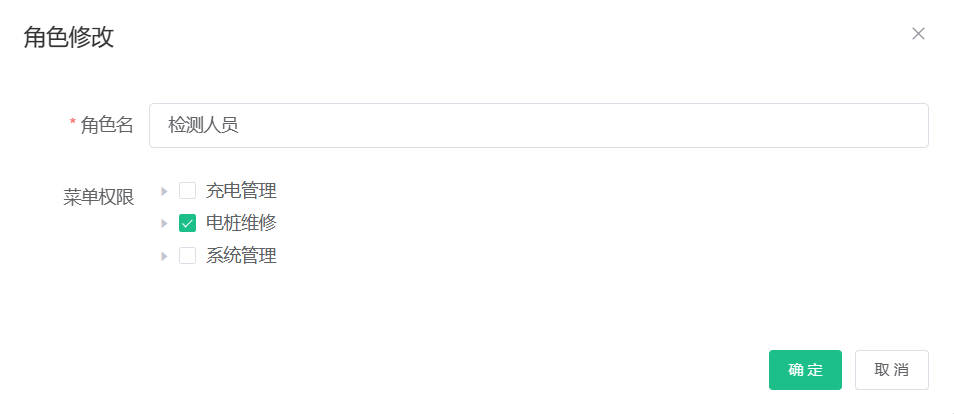 角色修改
* 角色名 检测人员
菜单权限 充电管理
电桩维修
系统管理
确定 取消